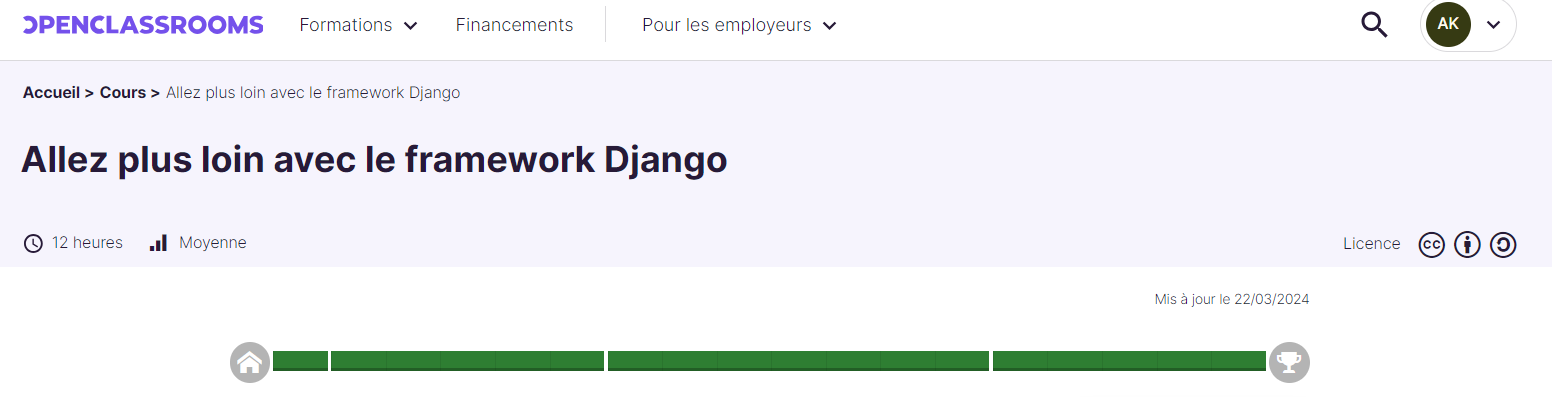 OPENCLASSROOMS Formations Financements Pour les employeurs AK
Accueil > Cours > Allez plus loin avec le framework Django
Allez plus loin avec le framework Django
12 heures Moyenne Licence cc
Mis à jour le 22/03/2024